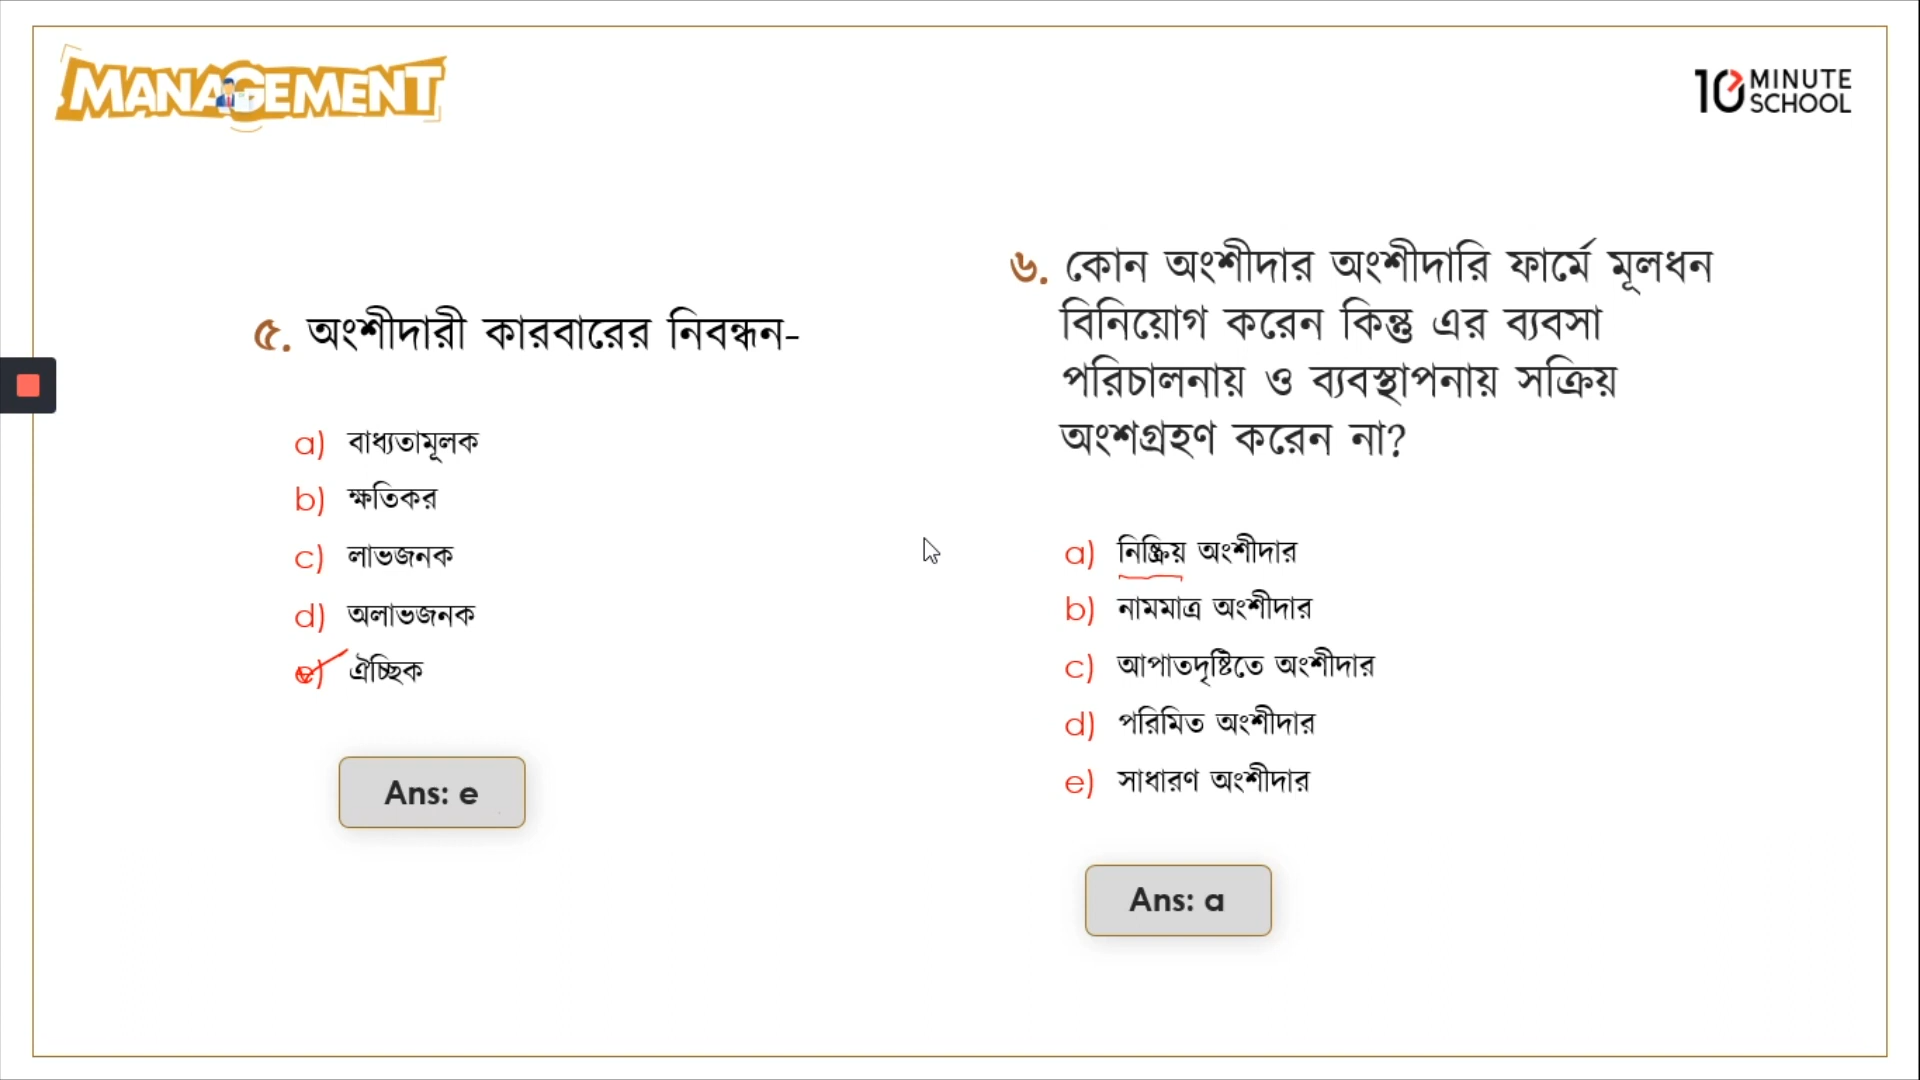 MANAGEMENT
10 MINUTE SCHOOL
৫. অংশীদারী কারবারের নিবন্ধন-
a) বাধ্যতামূলক
b) ক্ষতিকর
c) লাভজনক
d) অলাভজনক
e) ঐচ্ছিক
Ans: e
৬. কোন অংশীদার অংশীদারি ফার্মে মূলধন
বিনিয়োগ করেন কিন্তু এর ব্যবসা
পরিচালনায় ও ব্যবস্থাপনায় সক্রিয়
অংশগ্রহণ করেন না?
a) নিষ্ক্রিয় অংশীদার
b) নামমাত্র অংশীদার
c) আপাতদৃষ্টিতে অংশীদার
d) পরিমিত অংশীদার
e) সাধারণ অংশীদার
Ans: a